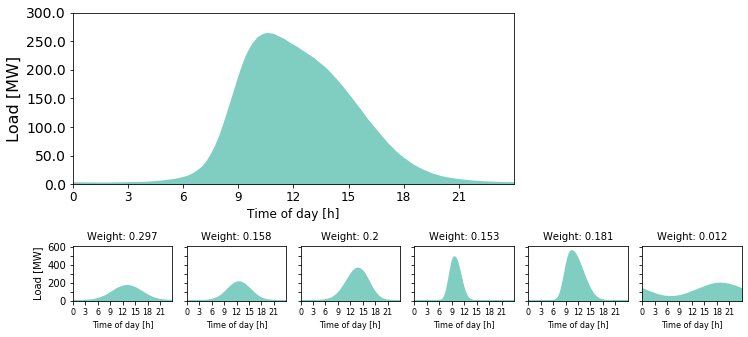 Load [MW]
300.0
250.0
200.0
150.0
100.0
50.0
0.0
0 3 6 9 12 15 18 21
Time of day [h]
Weight: 0.297 Weight: 0.158 Weight: 0.2 Weight: 0.153 Weight: 0.181 Weight: 0.012
Load [MW]
600
400
200
0
0 3 6 9 12 15 18 21 0 3 6 9 12 15 18 21 0 3 6 9 12 15 18 21 0 3 6 9 12 15 18 21 0 3 6 9 12 15 18 21 0 3 6 9 12 15 18 21
Time of day [h] Time of day [h] Time of day [h] Time of day [h] Time of day [h] Time of day [h]